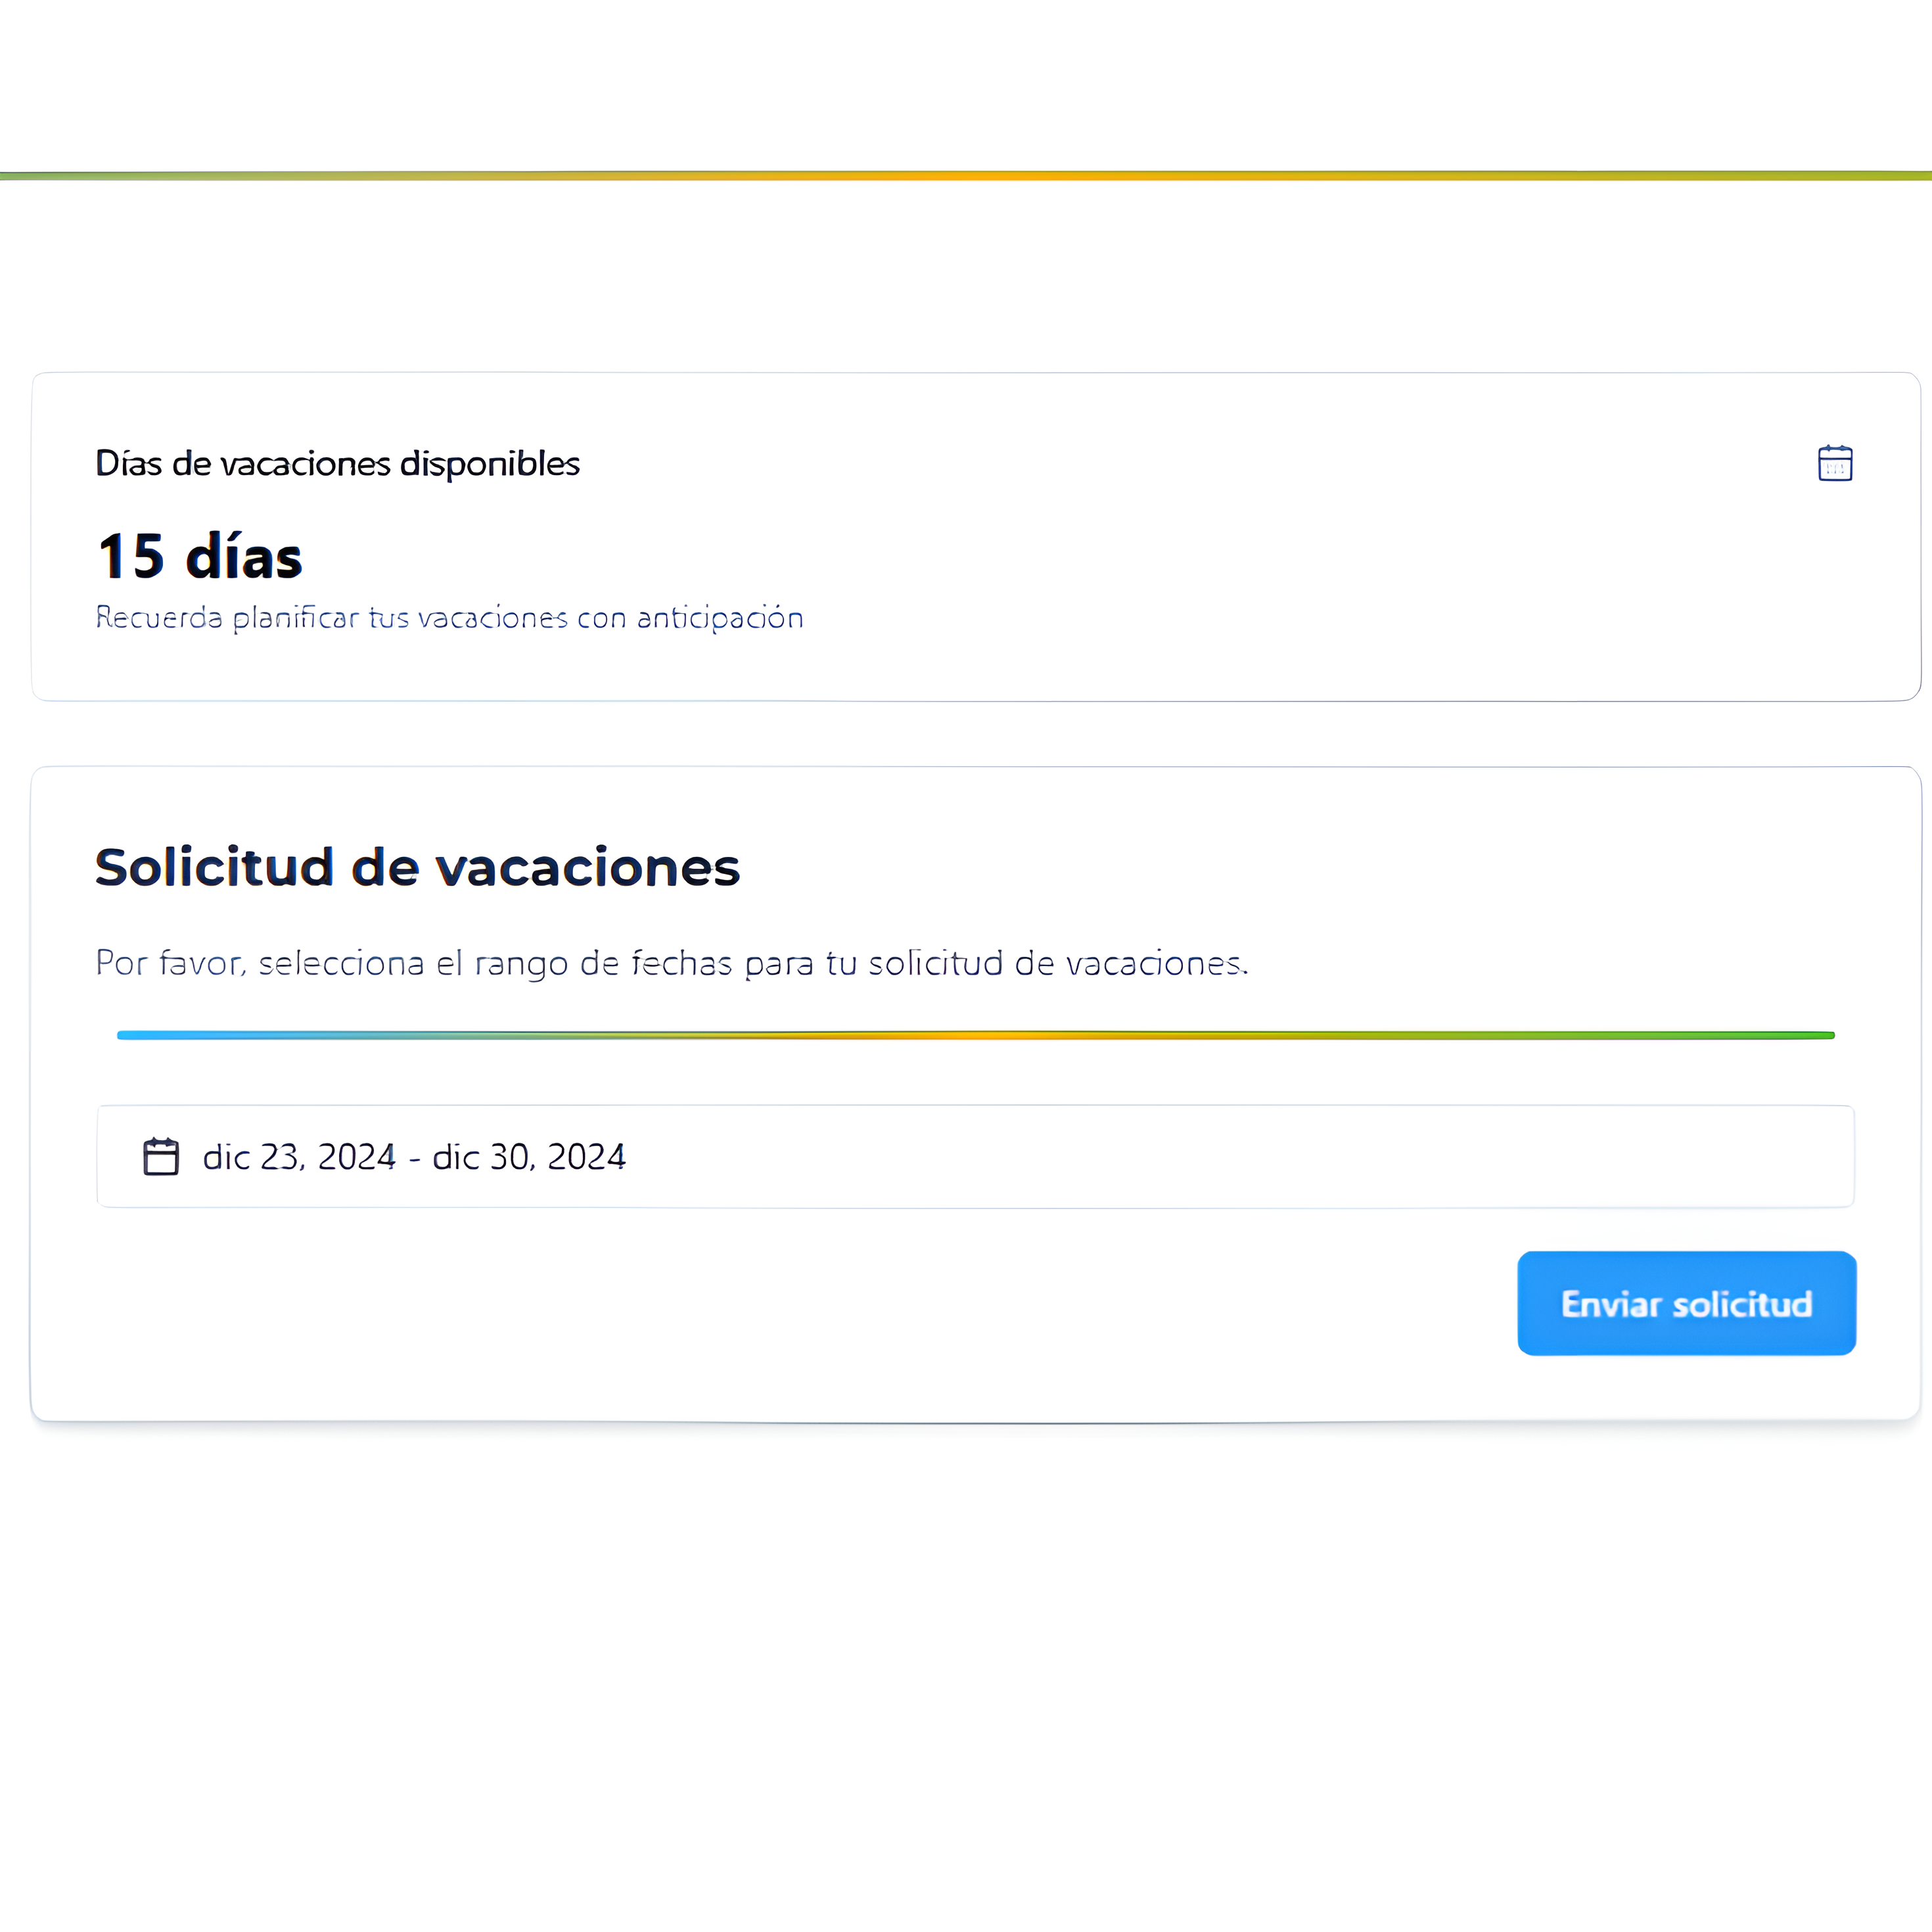 Días de vacaciones disponibles
15 días
Recuerda planificar tus vacaciones con anticipación
Solicitud de vacaciones
Por favor, selecciona el rango de fechas para tu solicitud de vacaciones.
dic 23, 2024 - dic 30, 2024
Enviar solicitud